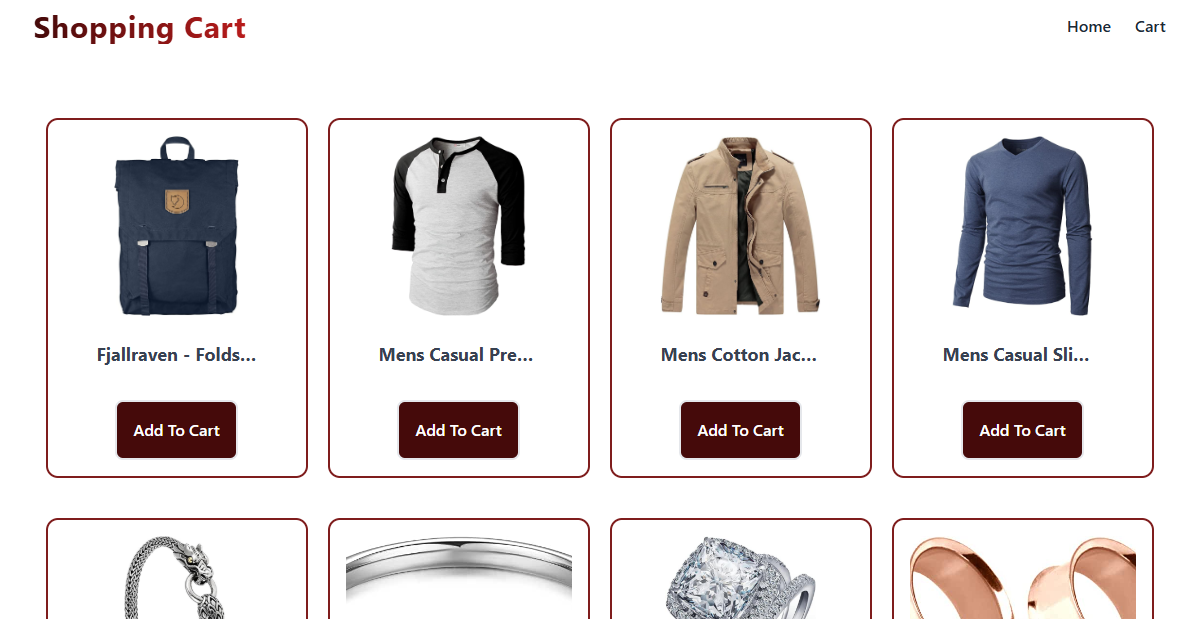 Shopping Cart
Home Cart
Fjallraven - Folds...
Mens Casual Pre...
Mens Cotton Jac...
Mens Casual Sli...
Add To Cart
Add To Cart
Add To Cart
Add To Cart